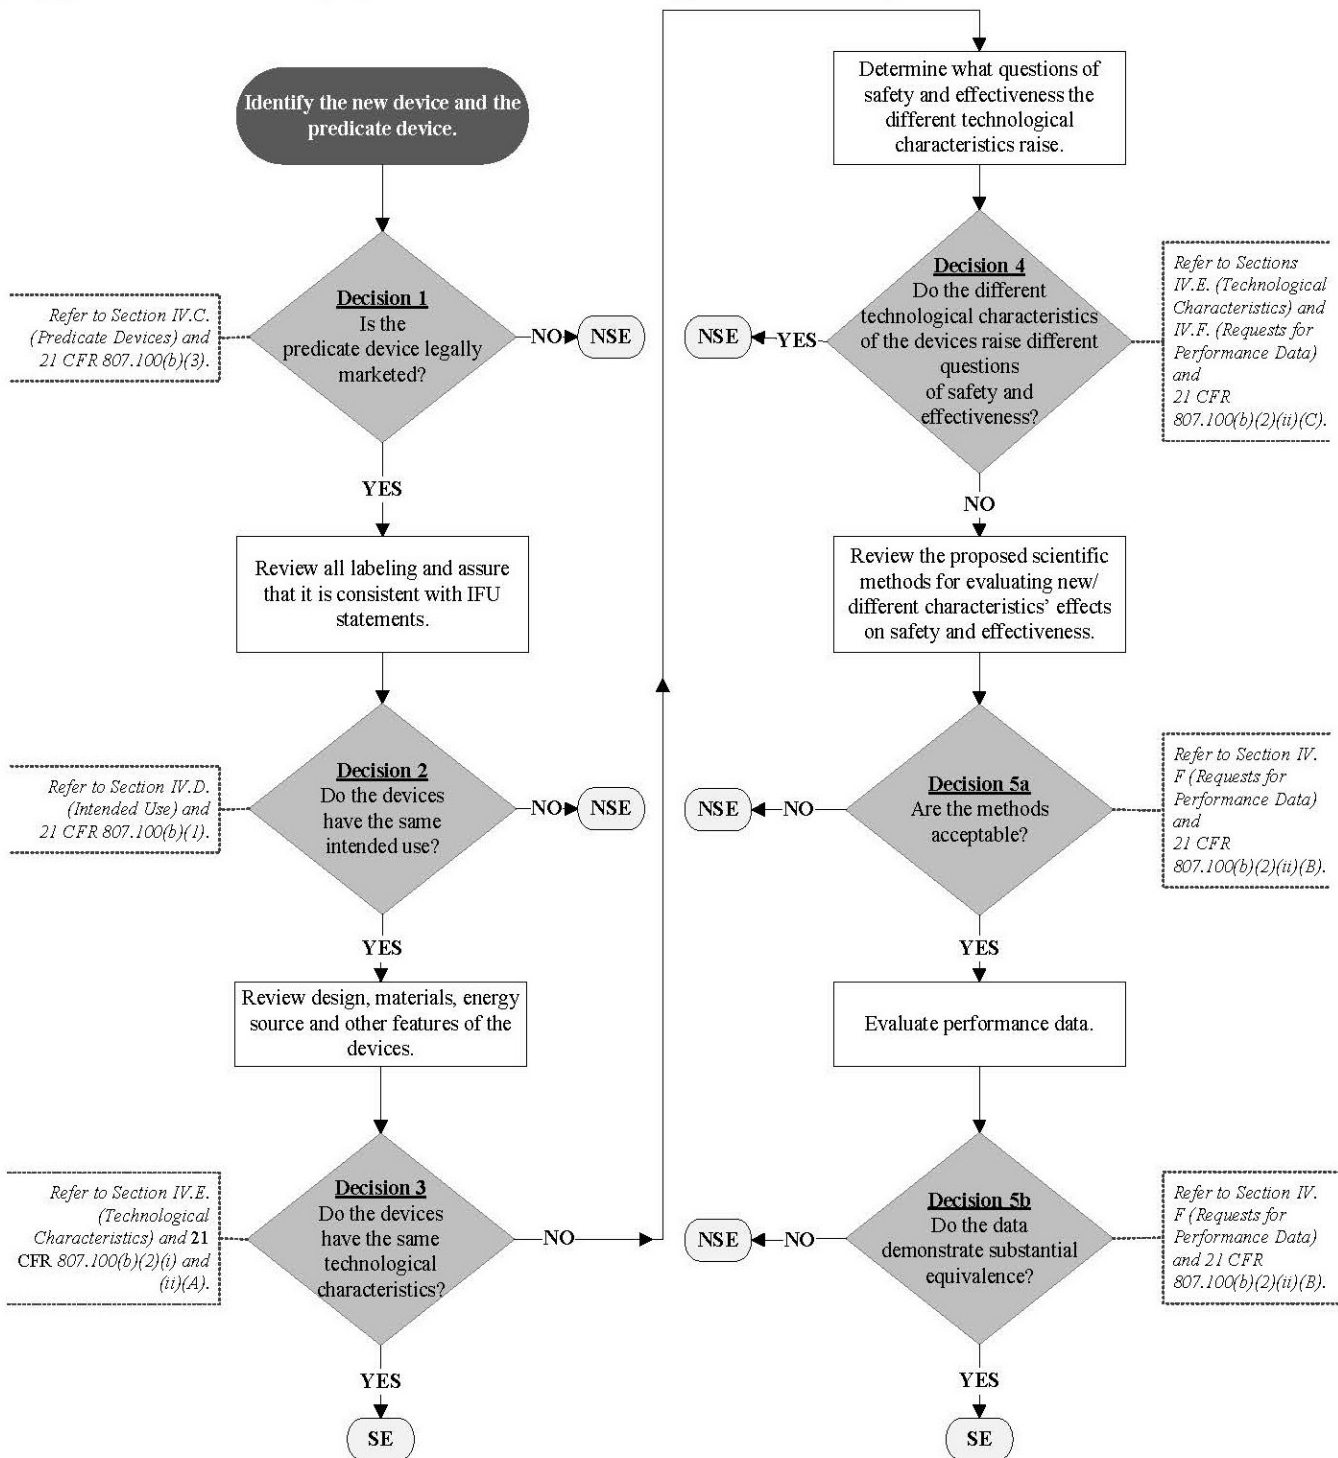 Identify the new device and the
predicate device.
Refer to Section IV.C.
(Predicate Devices) and
21 CFR 807.100(b)(3).
Decision 1
Is the
predicate device legally
marketed?
NO
NSE
YES
Review all labeling and assure
that it is consistent with IFU
statements.
Refer to Section IV.D.
(Intended Use) and
21 CFR 807.100(b)(1).
Decision 2
Do the devices
have the same
intended use?
NO
NSE
YES
Review design, materials, energy
source and other features of the
devices.
Refer to Section IV.E.
(Technological
Characteristics) and 21
CFR 807.100(b)(2)(i) and
(ii)(A).
Decision 3
Do the devices
have the same
technological
characteristics?
NO
YES
SE
Determine what questions of
safety and effectiveness the
different technological
characteristics raise.
Decision 4
Do the different
technological characteristics
of the devices raise different
questions
of safety and
effectiveness?
YES
NSE
Refer to Sections
IV.E. (Technological
Characteristics) and
IV.F. (Requests for
Performance Data)
and
21 CFR
807.100(b)(2)(ii)(C).
NO
Review the proposed scientific
methods for evaluating new/
different characteristics’ effects
on safety and effectiveness.
Decision 5a
Are the methods
acceptable?
NO
NSE
Refer to Section IV.
F (Requests for
Performance Data)
and
21 CFR
807.100(b)(2)(ii)(B).
YES
Evaluate performance data.
Decision 5b
Do the data
demonstrate substantial
equivalence?
NO
NSE
Refer to Section IV.
F (Requests for
Performance Data)
and 21 CFR
807.100(b)(2)(ii)(B).
YES
SE